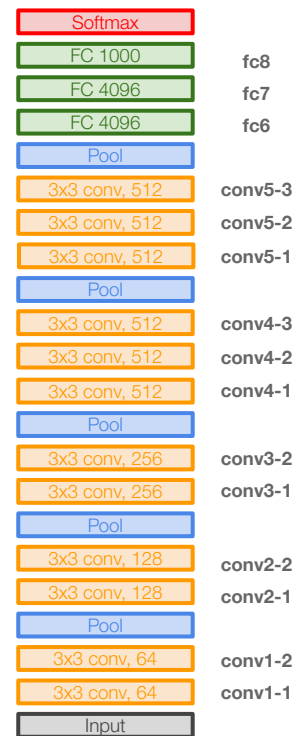 Softmax
FC 1000 fc8
FC 4096 fc7
FC 4096 fc6
Pool
3x3 conv, 512 conv5-3
3x3 conv, 512 conv5-2
3x3 conv, 512 conv5-1
Pool
3x3 conv, 512 conv4-3
3x3 conv, 512 conv4-2
3x3 conv, 512 conv4-1
Pool
3x3 conv, 256 conv3-2
3x3 conv, 256 conv3-1
Pool
3x3 conv, 128 conv2-2
3x3 conv, 128 conv2-1
Pool
3x3 conv, 64 conv1-2
3x3 conv, 64 conv1-1
Input